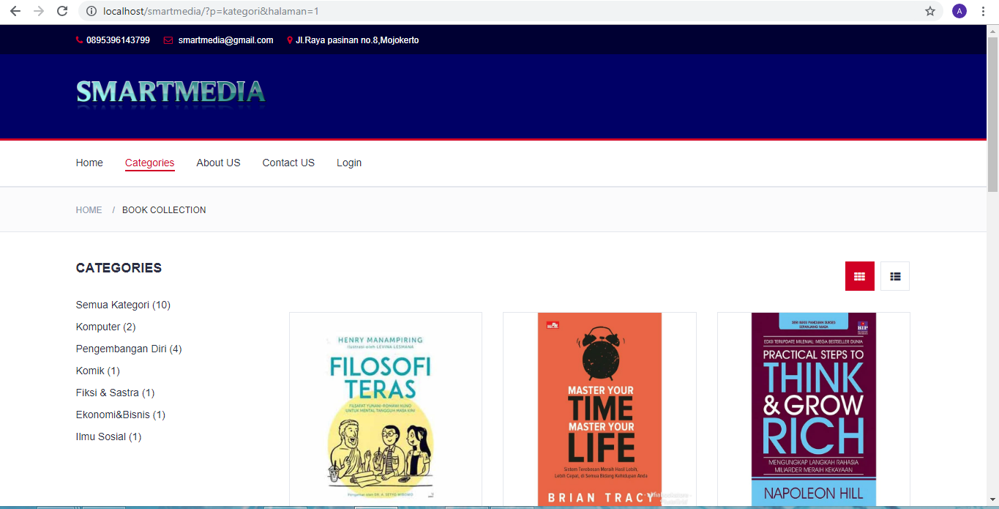 localhost/smartmedia/?p=kategori&halaman=1
A
0895396143799 smartmedia@gmail.com Jl.Raya pasinan no.8,Mojokerto
SMARTMEDIA
Home Categories About US Contact US Login
HOME / BOOK COLLECTION
CATEGORIES
Semua Kategori (10)
Komputer (2)
Pengembangan Diri (4)
Komik (1)
Fiksi & Sastra (1)
Ekonomi&Bisnis (1)
Ilmu Sosial (1)
HENRY MANAMPIRING
Ilustrasi oleh LEVINA LESMANA
FILOSOFI
TERAS
FILSAFAT YUNANI-ROMAWI KUNO
UNTUK MENTAL TANGGUH MASA KINI
Pengantar oleh DR. A. SETYO WIBOWO
MASTER YOUR
TIME
MASTER YOUR
LIFE
Sistem Terobosan Meraih Hasil Lebih,
Lebih Cepat, di Semua Bidang Kehidupan Anda
BRIAN TRACY
SERI BUKU PANDUAN SUKSES
SEPANJANG MASA
BIP
EDISI TERUPDATE MILENIAL: MEGA BESTSELLER DUNIA
PRACTICAL STEPS TO
THINK
& GROW
RICH
MENGUNGKAP LANGKAH RAHASIA
MILIARDER MERAIH KEKAYAAN
NAPOLEON HILL